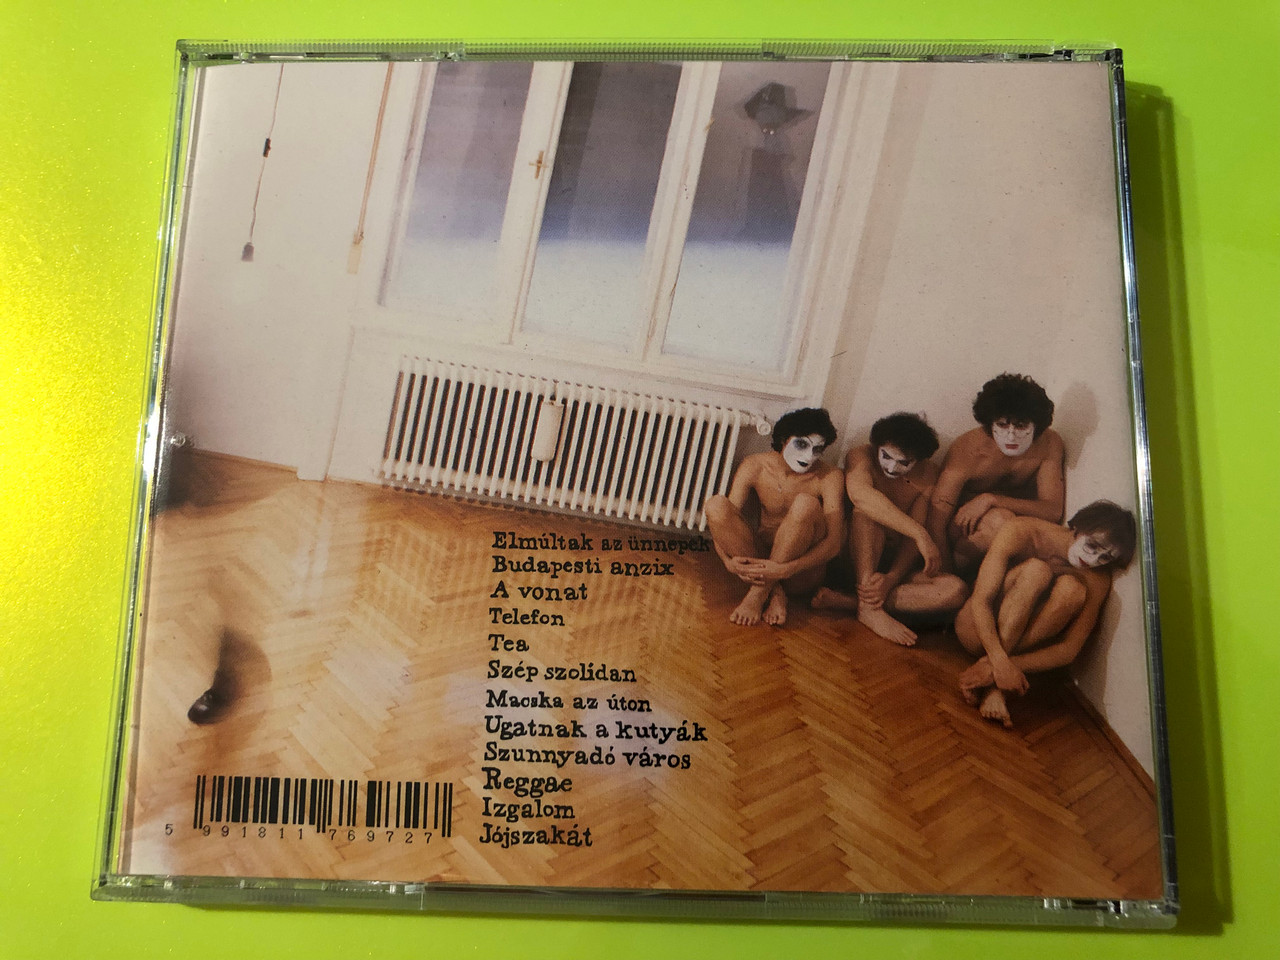 Elmúltak az ünnepek
Budapesti anzix
A vonat
Telefon
Tea
Szép szolídan
Macska az úton
Ugatnak a kutyák
Szunnyadó város
Reggae
Izgalom
Jójszakát
5 991811 769727